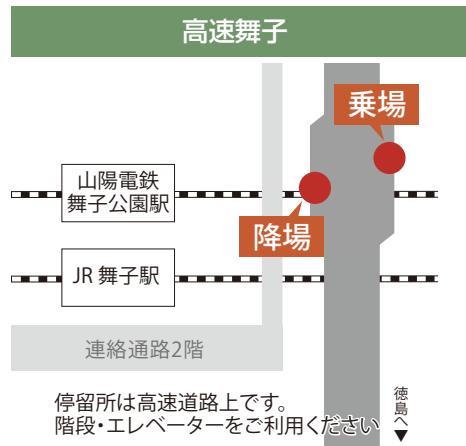 高速舞子
乗場
山陽電鉄
舞子公園駅
降場
JR 舞子駅
連絡通路2階
停留所は高速道路上です。
階段・エレベーターをご利用ください
徳島へ▼